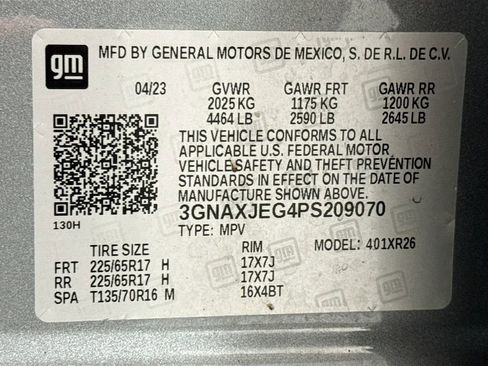 gm
MFD BY GENERAL MOTORS DE MEXICO, S. DE R.L. DE C.V.
04/23 GVWR GAWR FRT GAWR RR
2025 KG 1175 KG 1200 KG
4464 LB 2590 LB 2645 LB
THIS VEHICLE CONFORMS TO ALL
APPLICABLE U.S. FEDERAL MOTOR
VEHICLE SAFETY AND THEFT PREVENTION
STANDARDS IN EFFECT ON THE DATE OF
MANUFACTURE SHOWN ABOVE.
3GNAXJEG4PS209070
130H
TYPE: MPV MODEL: 401XR26
TIRE SIZE RIM
FRT 225/65R17 H 17X7J
RR 225/65R17 H 17X7J
SPA T135/70R16 M 16X4BT